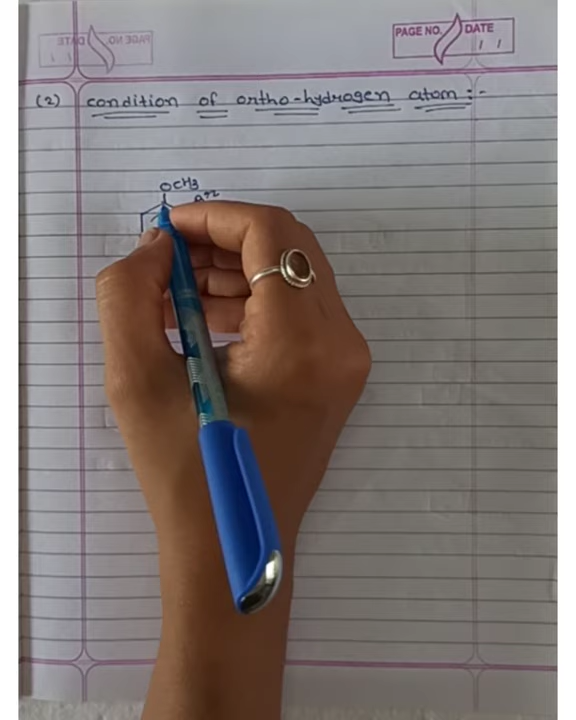 PAGE NO. DATE
/ /
(2) condition of ortho-hydrogen atom :-
OCH3